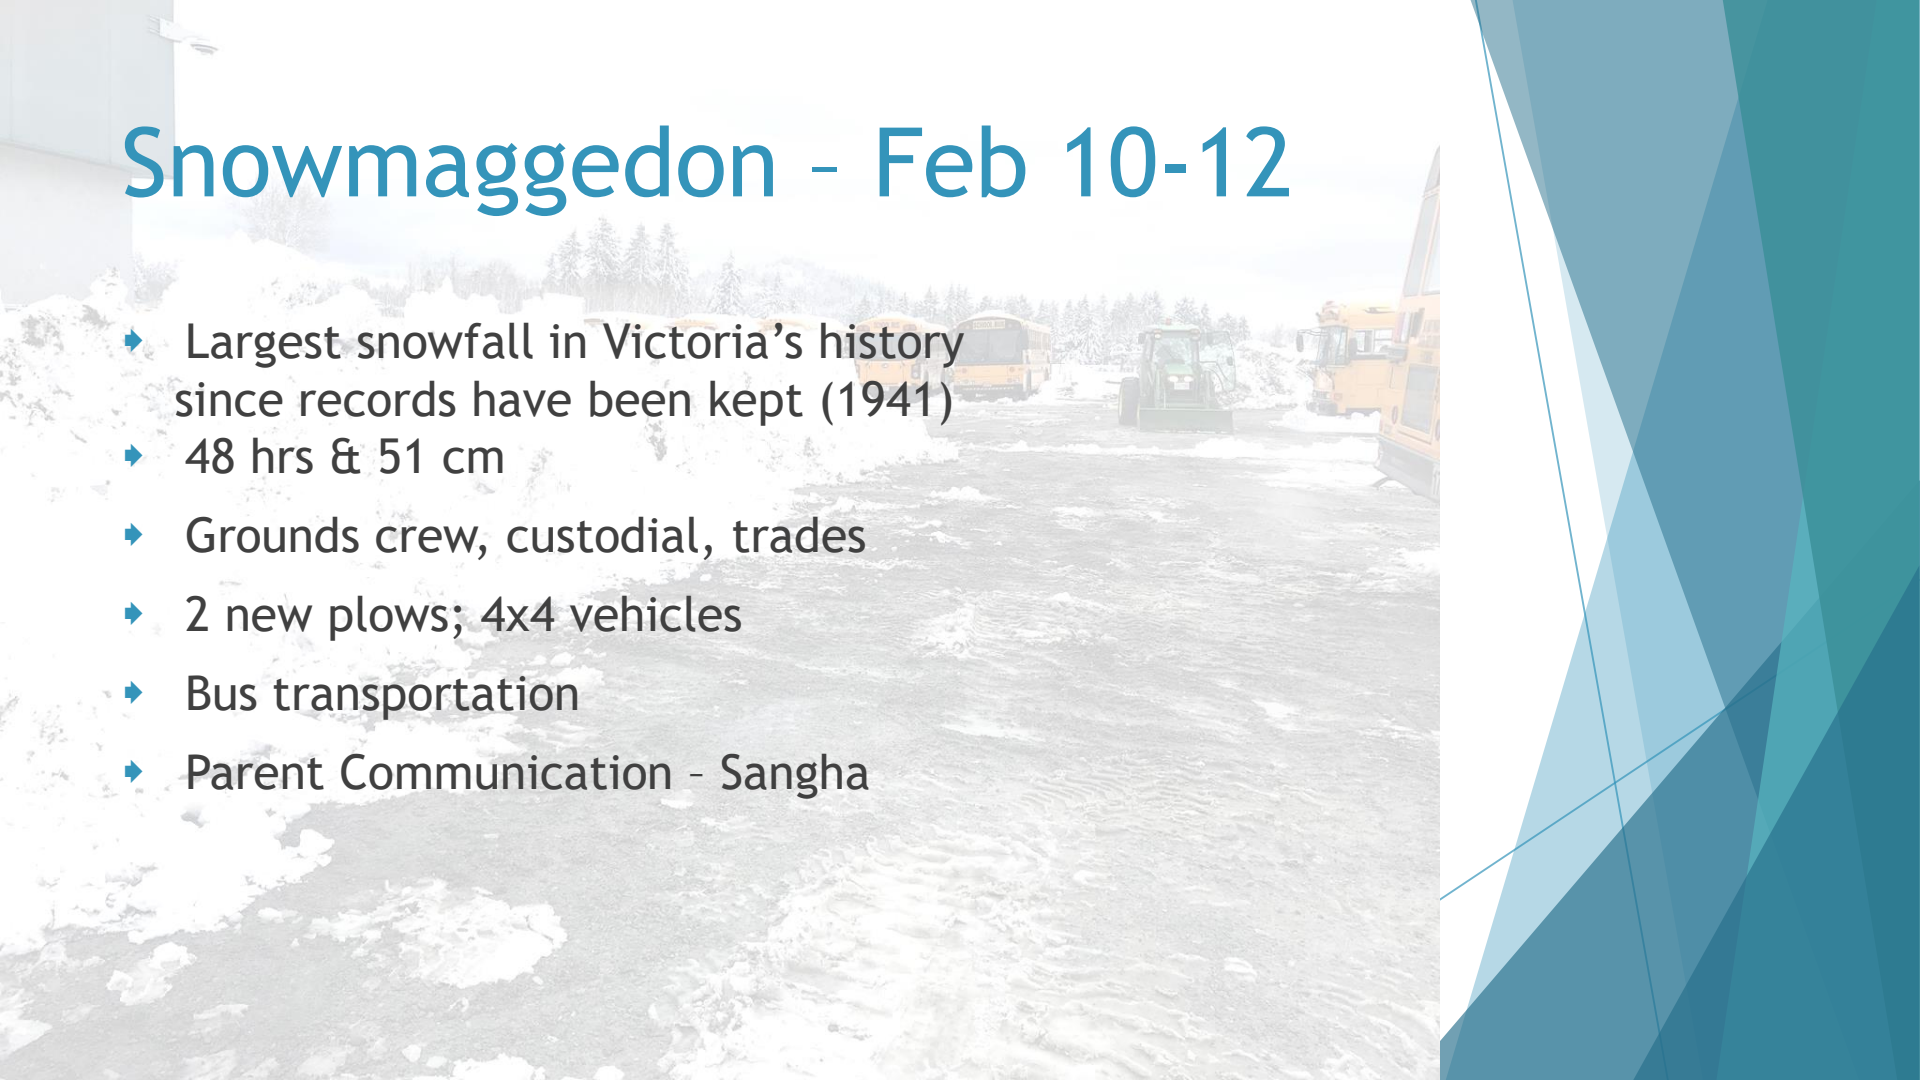 Snowmaggedon – Feb 10-12
Largest snowfall in Victoria’s history
since records have been kept (1941)
48 hrs & 51 cm
Grounds crew, custodial, trades
2 new plows; 4x4 vehicles
Bus transportation
Parent Communication – Sangha